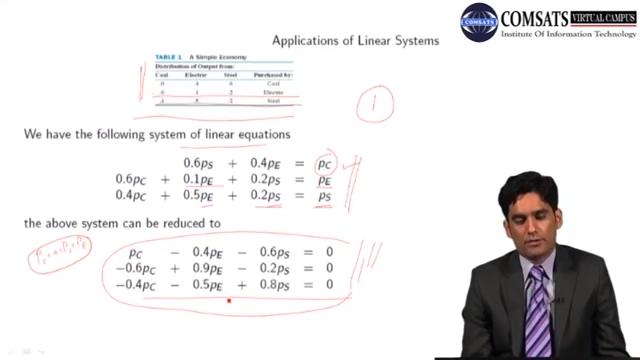 COMSATS VIRTUAL CAMPUS
Institute Of Information Technology
Applications of Linear Systems
TABLE 1 A Simple Economy
Distribution of Output from:
Coal Electric Steel Purchased by:
.0 .4 .6 Coal
.6 .1 .2 Electric
.4 .5 .2 Steel
1
We have the following system of linear equations
0.6pS + 0.4pE = pC
0.6pC + 0.1pE + 0.2pS = pE
0.4pC + 0.5pE + 0.2pS = pS
the above system can be reduced to
pC − 0.4pE − 0.6pS = 0
−0.6pC + 0.9pE − 0.2pS = 0
−0.4pC − 0.5pE + 0.8pS = 0